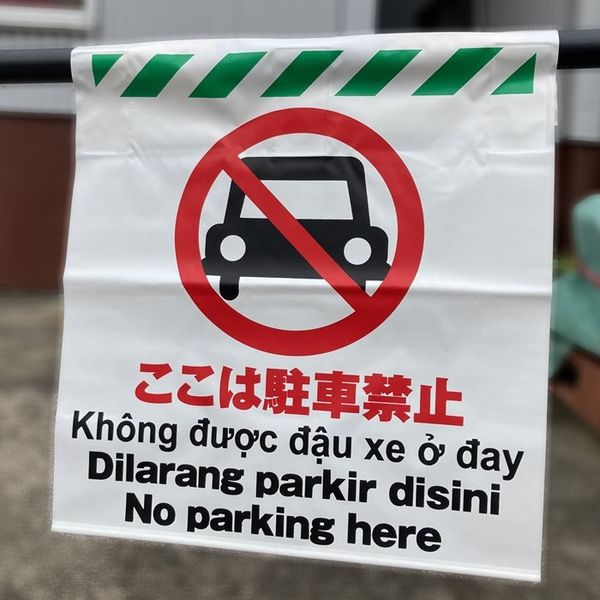 ここは駐車禁止
Không được đậu xe ở đay
Dilarang parkir disini
No parking here